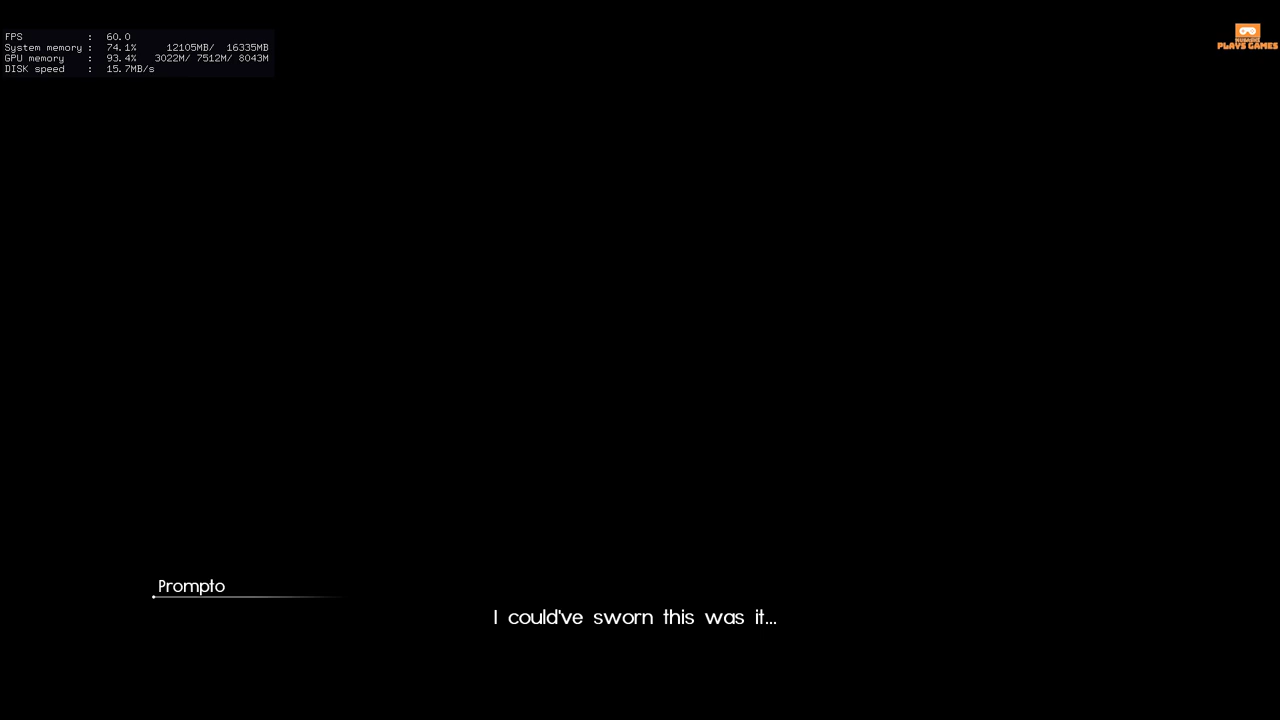 FPS : 60.0
System memory : 74.1% 12105MB/ 16335MB
GPU memory : 93.4% 3022M/ 7512M/ 8043M
DISK speed : 15.7MB/s
PLAYS GAMES
Prompto
I could've sworn this was it...